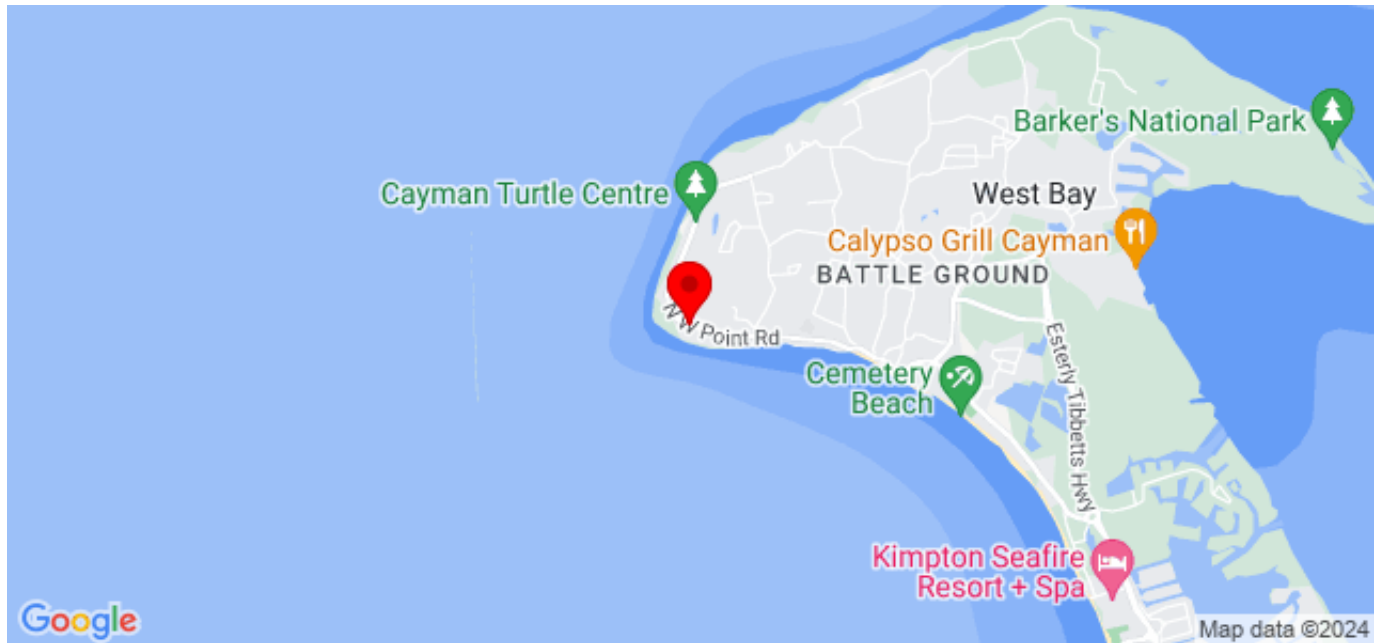 Barker's National Park
Cayman Turtle Centre
West Bay
Calypso Grill Cayman
BATTLE GROUND
NW Point Rd
Esterly Tibbetts Hwy
Cemetery
Beach
Kimpton Seafire
Resort + Spa
Google
Map data ©2024